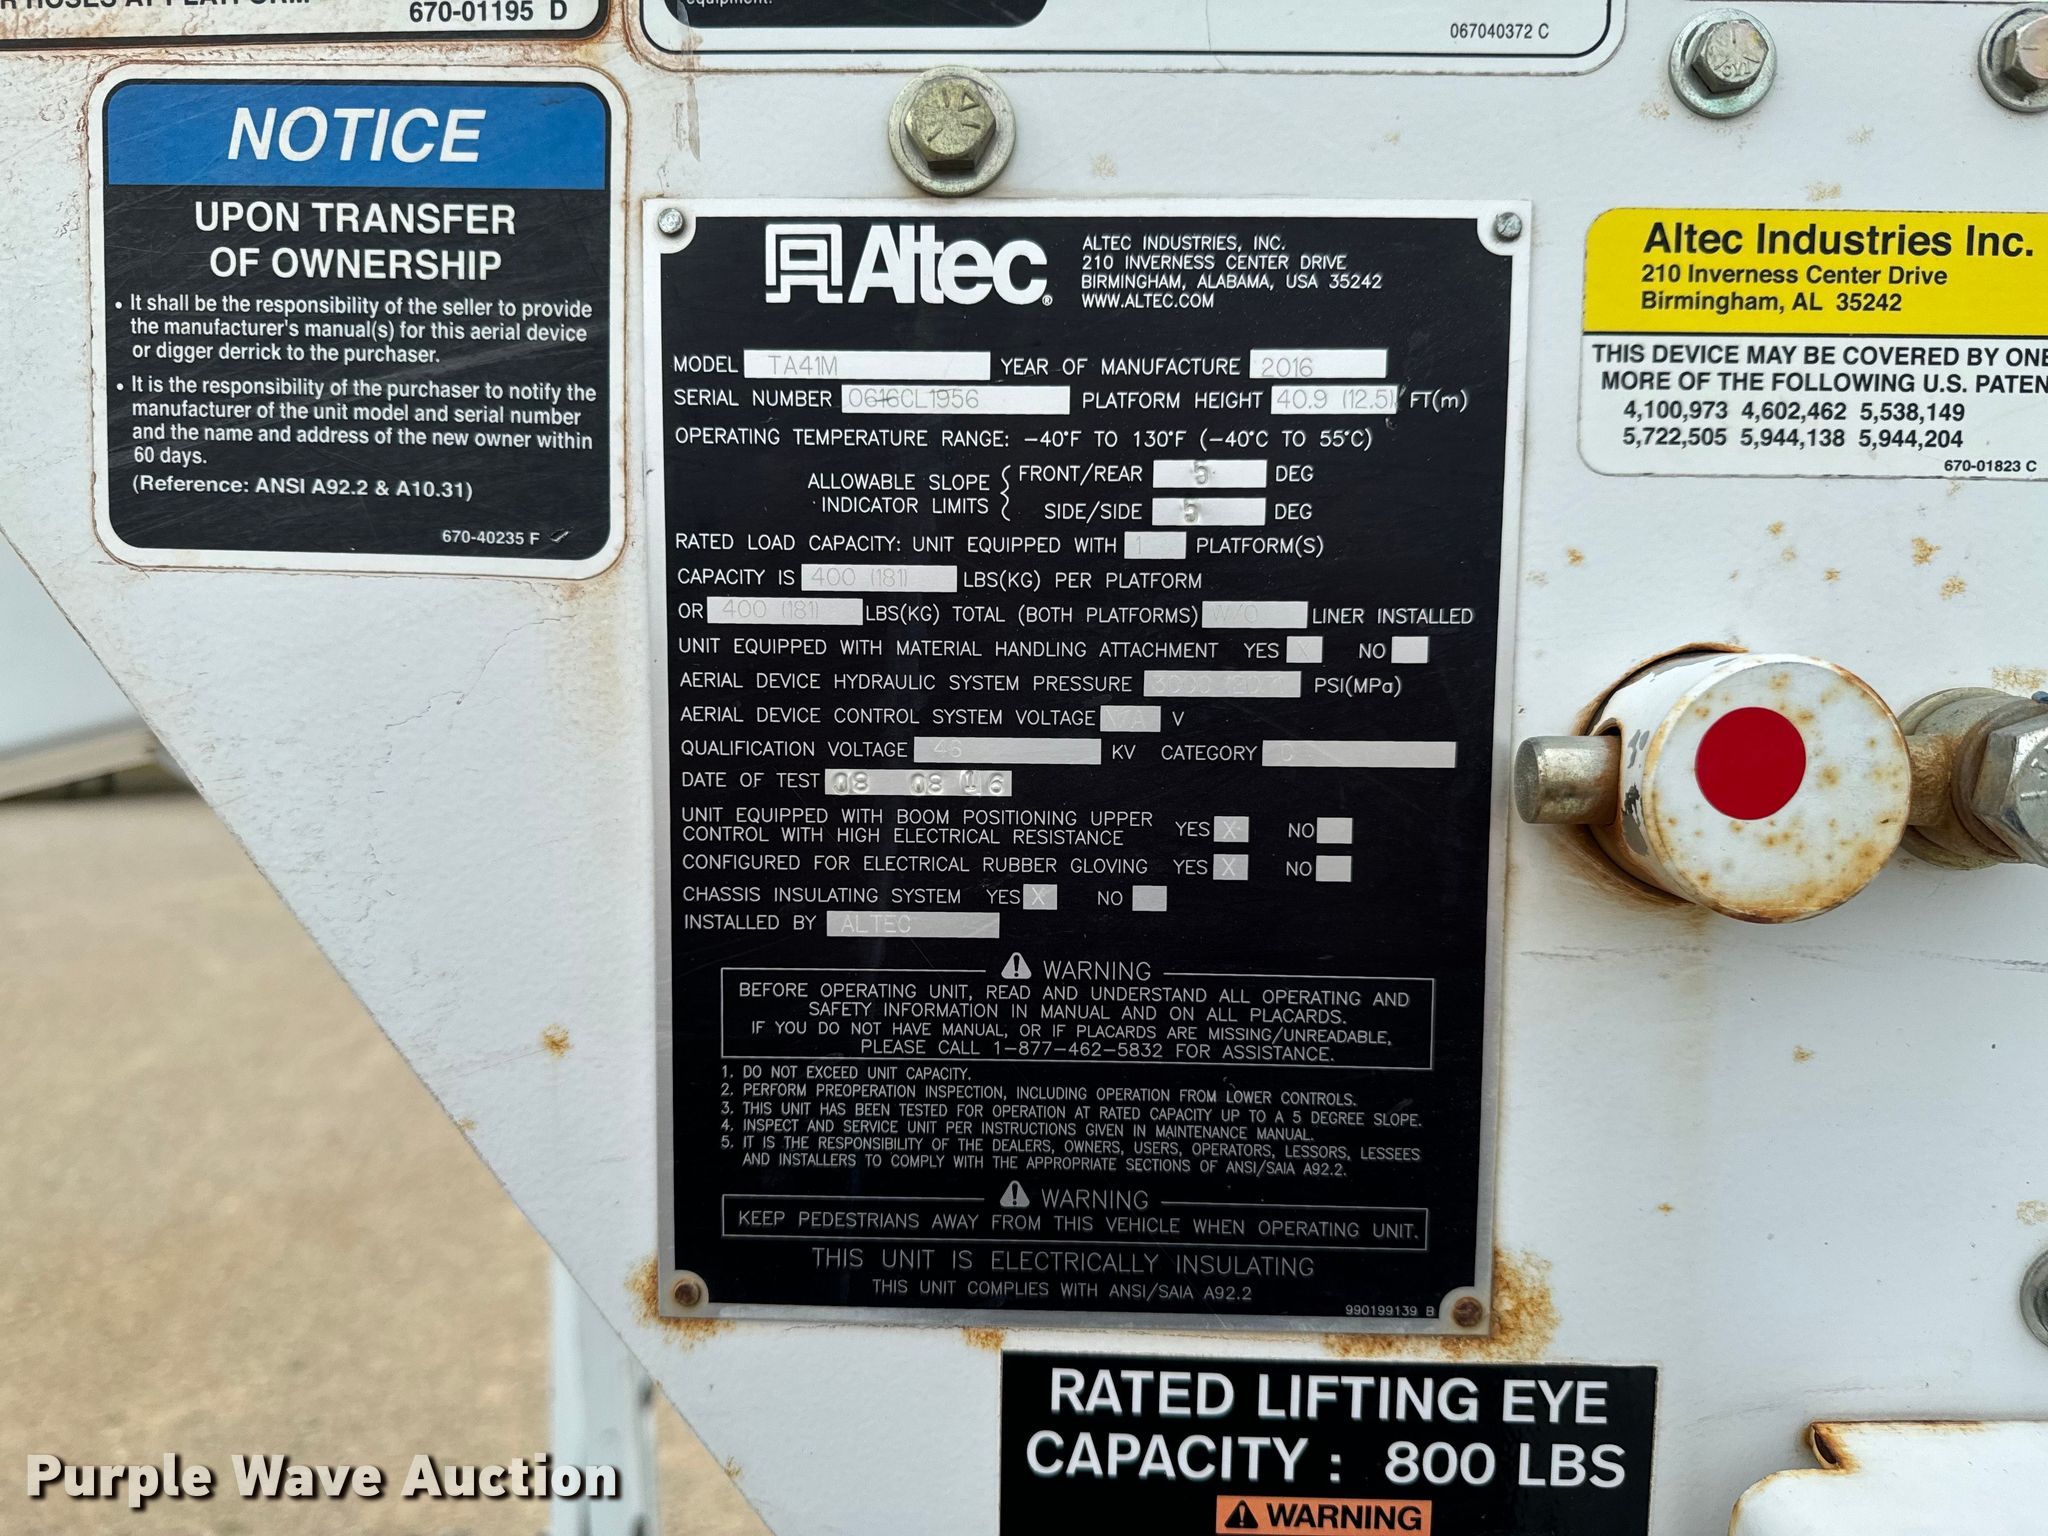 R HOSES AT PLATFORM
670-01195 D
equipment.
067040372 C
NOTICE
UPON TRANSFER
OF OWNERSHIP
• It shall be the responsibility of the seller to provide
the manufacturer's manual(s) for this aerial device
or digger derrick to the purchaser.
• It is the responsibility of the purchaser to notify the
manufacturer of the unit model and serial number
and the name and address of the new owner within
60 days.
(Reference: ANSI A92.2 & A10.31)
670-40235 F
Altec®
ALTEC INDUSTRIES, INC.
210 INVERNESS CENTER DRIVE
BIRMINGHAM, ALABAMA, USA 35242
WWW.ALTEC.COM
MODEL TA41M YEAR OF MANUFACTURE 2016
SERIAL NUMBER 0616CL1956 PLATFORM HEIGHT 40.9 (12.5) FT(m)
OPERATING TEMPERATURE RANGE: -40°F TO 130°F (-40°C TO 55°C)
ALLOWABLE SLOPE INDICATOR LIMITS
FRONT/REAR 5 DEG
SIDE/SIDE 5 DEG
RATED LOAD CAPACITY: UNIT EQUIPPED WITH 1 PLATFORM(S)
CAPACITY IS 400 (181) LBS(KG) PER PLATFORM
OR 400 (181) LBS(KG) TOTAL (BOTH PLATFORMS) W/O LINER INSTALLED
UNIT EQUIPPED WITH MATERIAL HANDLING ATTACHMENT YES X NO
AERIAL DEVICE HYDRAULIC SYSTEM PRESSURE 3000 PSI(MPa)
AERIAL DEVICE CONTROL SYSTEM VOLTAGE N/A V
QUALIFICATION VOLTAGE 46 KV CATEGORY C
DATE OF TEST 08 08 16
UNIT EQUIPPED WITH BOOM POSITIONING UPPER
CONTROL WITH HIGH ELECTRICAL RESISTANCE YES X NO
CONFIGURED FOR ELECTRICAL RUBBER GLOVING YES X NO
CHASSIS INSULATING SYSTEM YES X NO
INSTALLED BY ALTEC
WARNING
BEFORE OPERATING UNIT, READ AND UNDERSTAND ALL OPERATING AND
SAFETY INFORMATION IN MANUAL AND ON ALL PLACARDS.
IF YOU DO NOT HAVE MANUAL, OR IF PLACARDS ARE MISSING/UNREADABLE,
PLEASE CALL 1-877-462-5832 FOR ASSISTANCE.
1. DO NOT EXCEED UNIT CAPACITY.
2. PERFORM PREOPERATION INSPECTION, INCLUDING OPERATION FROM LOWER CONTROLS.
3. THIS UNIT HAS BEEN TESTED FOR OPERATION AT RATED CAPACITY UP TO A 5 DEGREE SLOPE.
4. INSPECT AND SERVICE UNIT PER INSTRUCTIONS GIVEN IN MAINTENANCE MANUAL.
5. IT IS THE RESPONSIBILITY OF THE DEALERS, OWNERS, USERS, OPERATORS, LESSORS, LESSEES
AND INSTALLERS TO COMPLY WITH THE APPROPRIATE SECTIONS OF ANSI/SAIA A92.2.
WARNING
KEEP PEDESTRIANS AWAY FROM THIS VEHICLE WHEN OPERATING UNIT.
THIS UNIT IS ELECTRICALLY INSULATING
THIS UNIT COMPLIES WITH ANSI/SAIA A92.2
990199139 B
Altec Industries Inc.
210 Inverness Center Drive
Birmingham, AL 35242
THIS DEVICE MAY BE COVERED BY ONE
MORE OF THE FOLLOWING U.S. PATEN
4,100,973 4,602,462 5,538,149
5,722,505 5,944,138 5,944,204
670-01823 C
RATED LIFTING EYE
CAPACITY : 800 LBS
WARNING
Purple Wave Auction